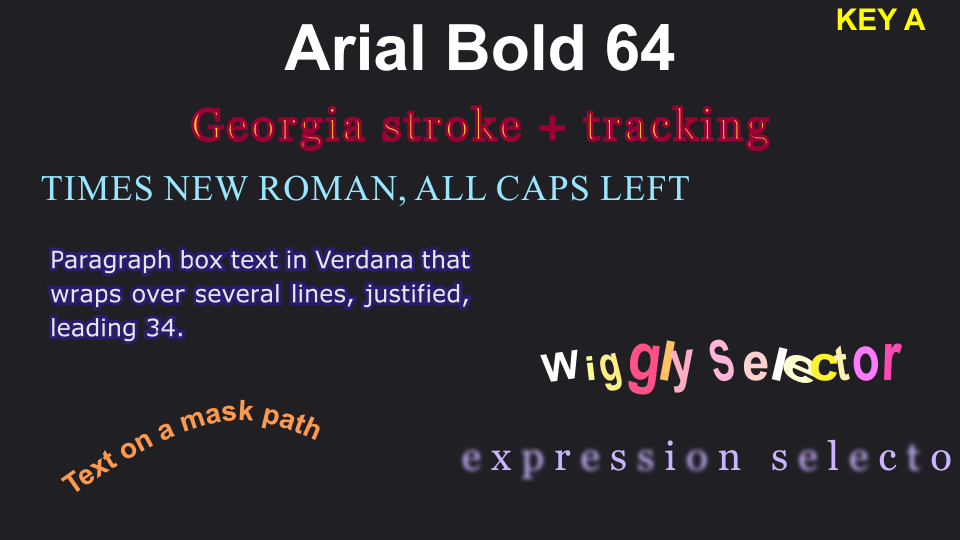 KEY A
Arial Bold 64
Georgia stroke + tracking
TIMES NEW ROMAN, ALL CAPS LEFT
Paragraph box text in Verdana that
wraps over several lines, justified,
leading 34.
wiggly Selector
Text on a mask path
expression selecto